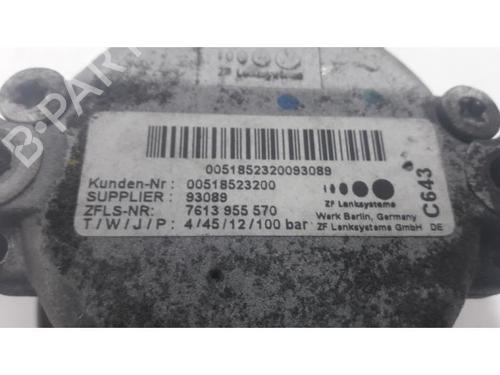 ZF Lenksysteme
B-PARTS
0051852320093089
Kunden-Nr : 00518523200
SUPPLIER : 93089
ZFLS-NR: 7613 955 570
T/W/J/P: 4/45/12/100 bar
ZF Lenksysteme
Werk Berlin, Germany
ZF Lenksysteme GmbH DE
C643